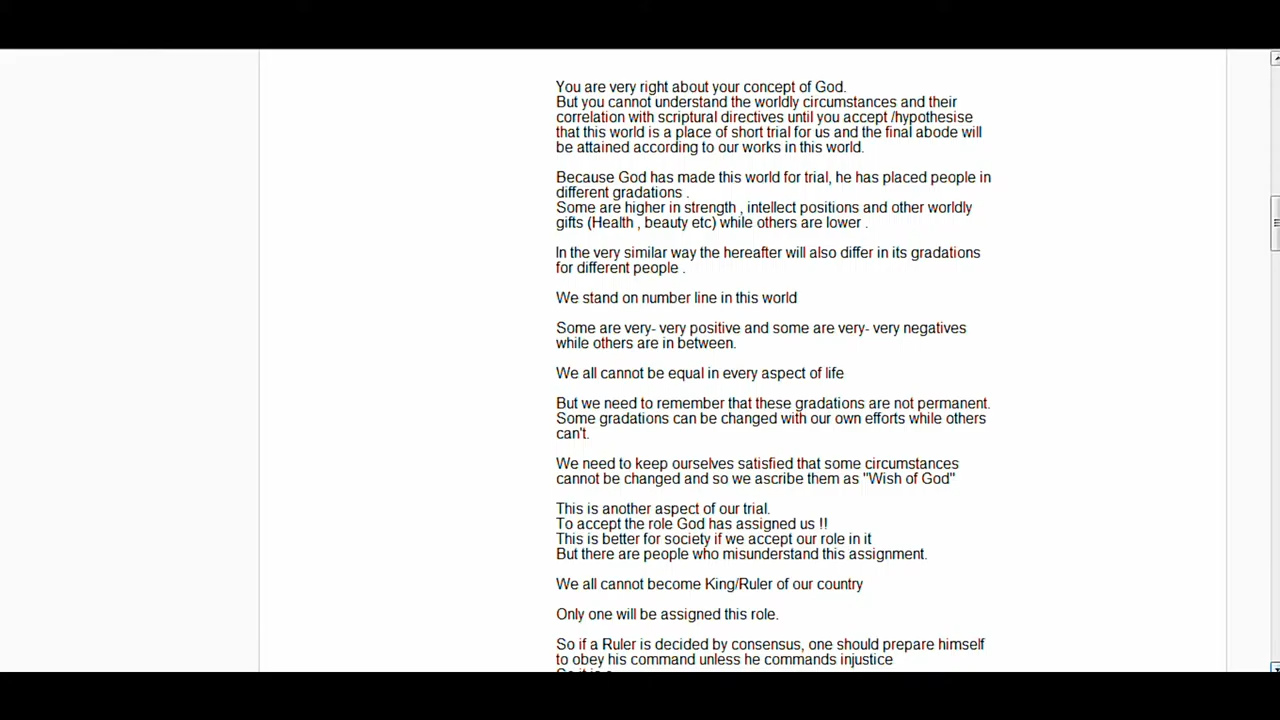 You are very right about your concept of God.
But you cannot understand the worldly circumstances and their
correlation with scriptural directives until you accept /hypothesise
that this world is a place of short trial for us and the final abode will
be attained according to our works in this world.
Because God has made this world for trial, he has placed people in
different gradations .
Some are higher in strength , intellect positions and other worldly
gifts (Health , beauty etc) while others are lower .
In the very similar way the hereafter will also differ in its gradations
for different people .
We stand on number line in this world
Some are very- very positive and some are very- very negatives
while others are in between.
We all cannot be equal in every aspect of life
But we need to remember that these gradations are not permanent.
Some gradations can be changed with our own efforts while others
can't.
We need to keep ourselves satisfied that some circumstances
cannot be changed and so we ascribe them as "Wish of God"
This is another aspect of our trial.
To accept the role God has assigned us !!
This is better for society if we accept our role in it
But there are people who misunderstand this assignment.
We all cannot become King/Ruler of our country
Only one will be assigned this role.
So if a Ruler is decided by consensus, one should prepare himself
to obey his command unless he commands injustice